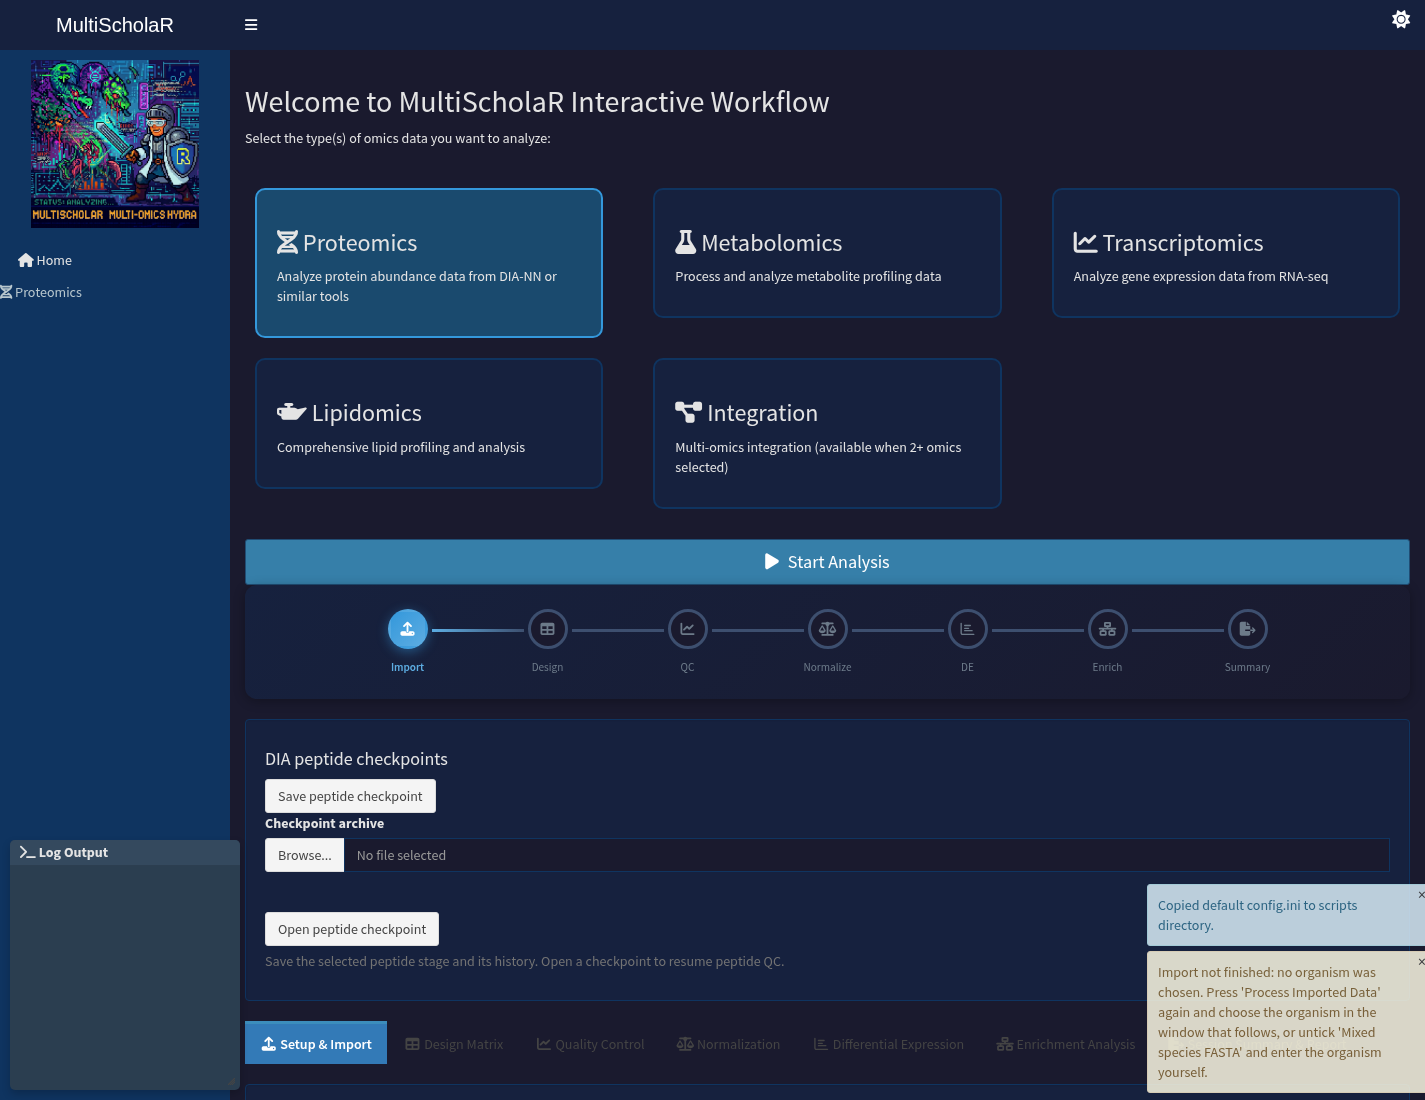 MultiScholaR
STATUS: ANALYZING...
MULTISCHOLAR MULTI-OMICS HYDRA
R
Home
Proteomics
Welcome to MultiScholaR Interactive Workflow
Select the type(s) of omics data you want to analyze:
Proteomics
Analyze protein abundance data from DIA-NN or
similar tools
Metabolomics
Process and analyze metabolite profiling data
Transcriptomics
Analyze gene expression data from RNA-seq
Lipidomics
Comprehensive lipid profiling and analysis
Integration
Multi-omics integration (available when 2+ omics
selected)
Start Analysis
Import
Design
QC
Normalize
DE
Enrich
Summary
DIA peptide checkpoints
Save peptide checkpoint
Checkpoint archive
Browse... No file selected
Open peptide checkpoint
Save the selected peptide stage and its history. Open a checkpoint to resume peptide QC.
Setup & Import Design Matrix Quality Control Normalization Differential Expression Enrichment Analysis
Log Output
Copied default config.ini to scripts
directory.
Import not finished: no organism was
chosen. Press 'Process Imported Data'
again and choose the organism in the
window that follows, or untick 'Mixed
species FASTA' and enter the organism
yourself.